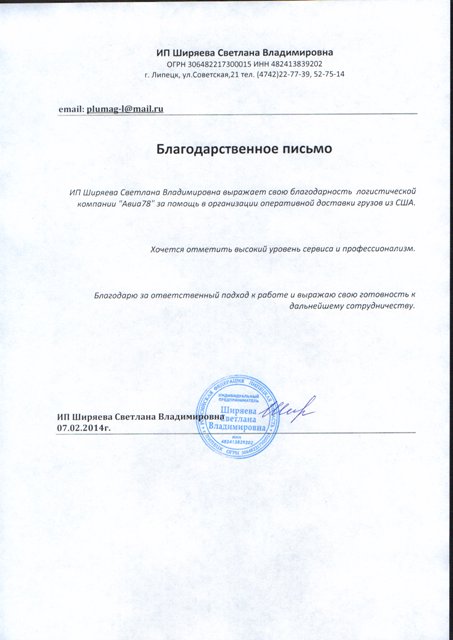 ИП Ширяева Светлана Владимировна
ОГРН 306482217300015 ИНН 482413839202
г. Липецк, ул.Советская,21 тел. (4742)22-77-39, 52-75-14
email: plumag-l@mail.ru
Благодарственное письмо
ИП Ширяева Светлана Владимировна выражает свою благодарность логистической
компании "Авиа78" за помощь в организации оперативной доставки грузов из США.
Хочется отметить высокий уровень сервиса и профессионализм.
Благодарю за ответственный подход к работе и выражаю свою готовность к
дальнейшему сотрудничеству.
ИП Ширяева Светлана Владимировна
07.02.2014г.
ИНДИВИДУАЛЬНЫЙ
ПРЕДПРИНИМАТЕЛЬ
Ширяева
Светлана
Владимировна
ИНН
482413839202